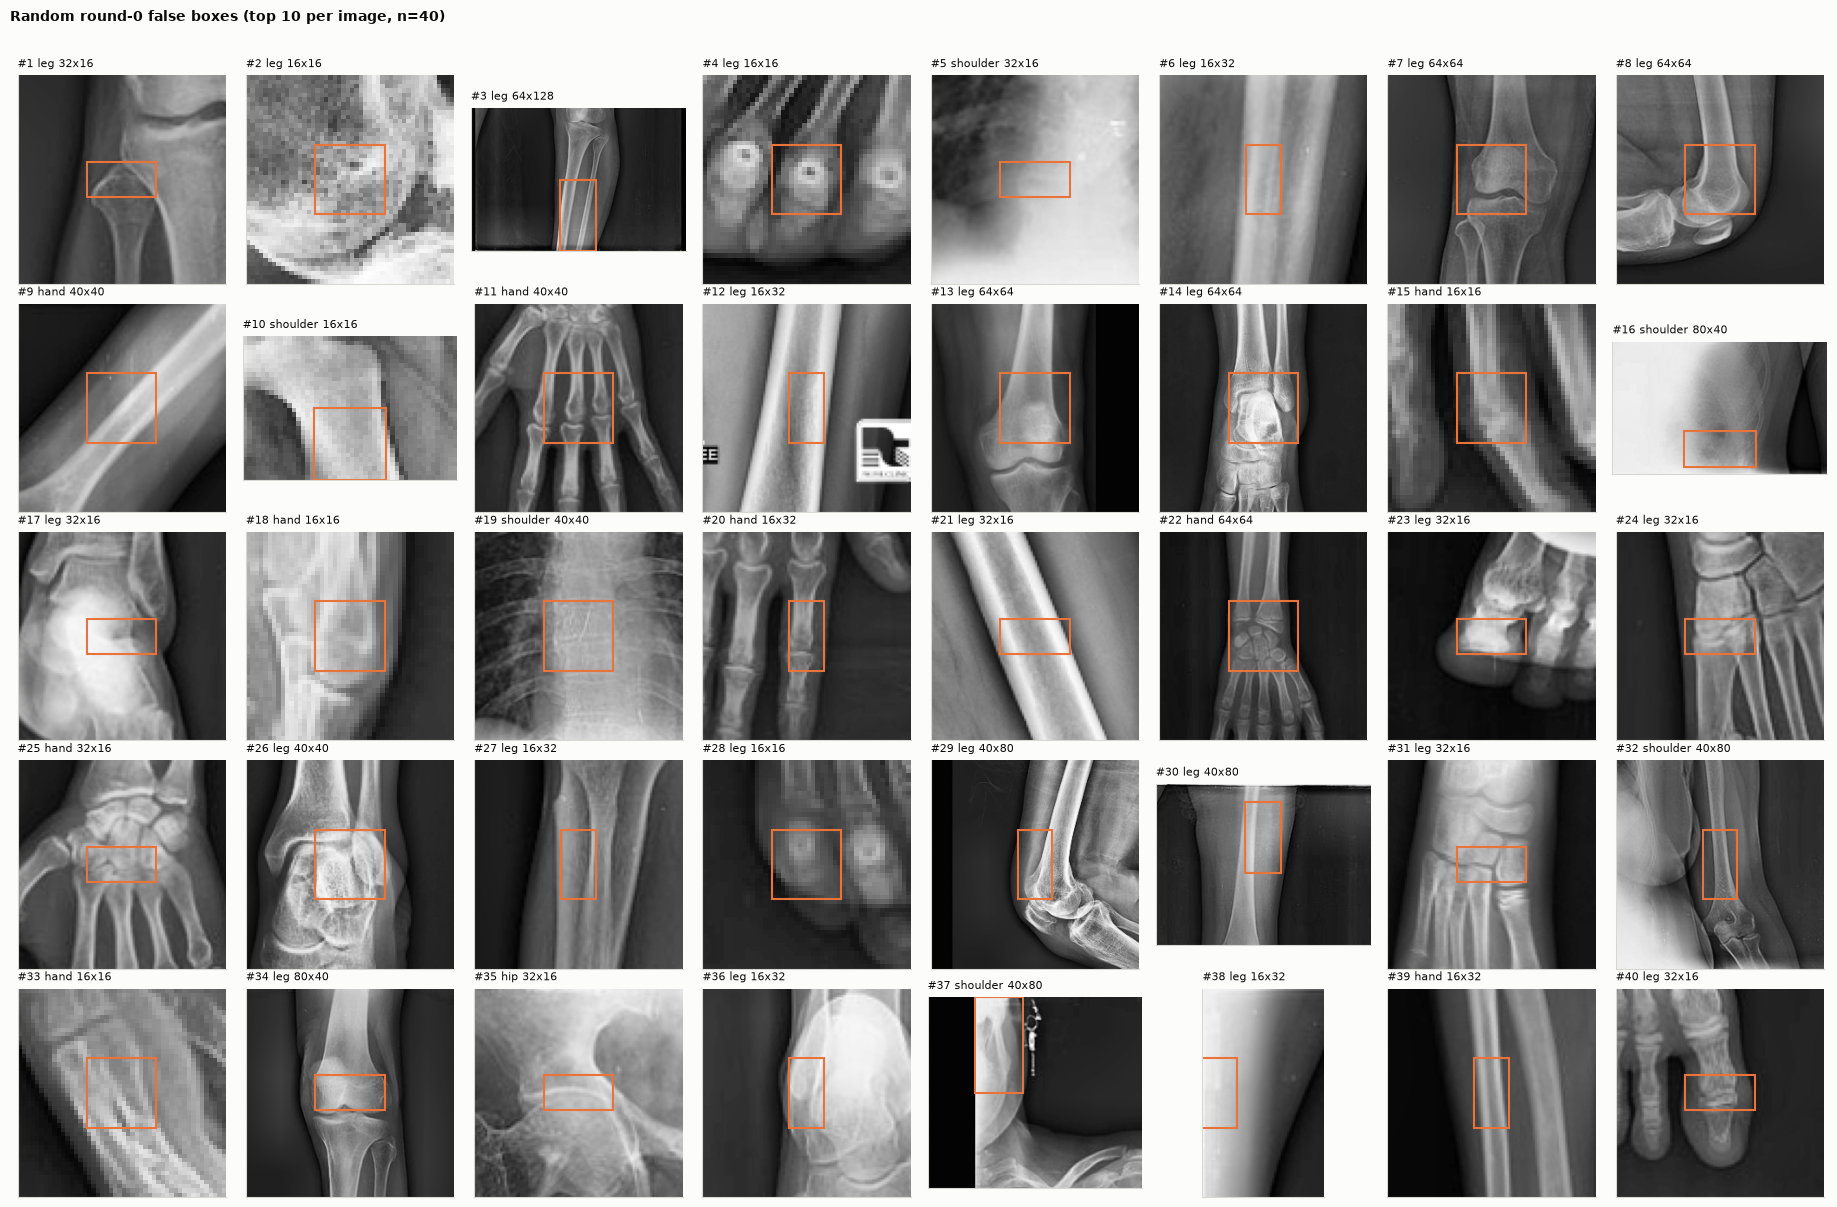 Random round-0 false boxes (top 10 per image, n=40)
#1 leg 32x16
#2 leg 16x16
#3 leg 64x128
#4 leg 16x16
#5 shoulder 32x16
#6 leg 16x32
#7 leg 64x64
#8 leg 64x64
#9 hand 40x40
#10 shoulder 16x16
#11 hand 40x40
#12 leg 16x32
EE
#13 leg 64x64
#14 leg 64x64
#15 hand 16x16
#16 shoulder 80x40
#17 leg 32x16
#18 hand 16x16
#19 shoulder 40x40
#20 hand 16x32
#21 leg 32x16
#22 hand 64x64
#23 leg 32x16
#24 leg 32x16
#25 hand 32x16
#26 leg 40x40
#27 leg 16x32
#28 leg 16x16
#29 leg 40x80
#30 leg 40x80
#31 leg 32x16
#32 shoulder 40x80
#33 hand 16x16
#34 leg 80x40
#35 hip 32x16
#36 leg 16x32
#37 shoulder 40x80
#38 leg 16x32
#39 hand 16x32
#40 leg 32x16